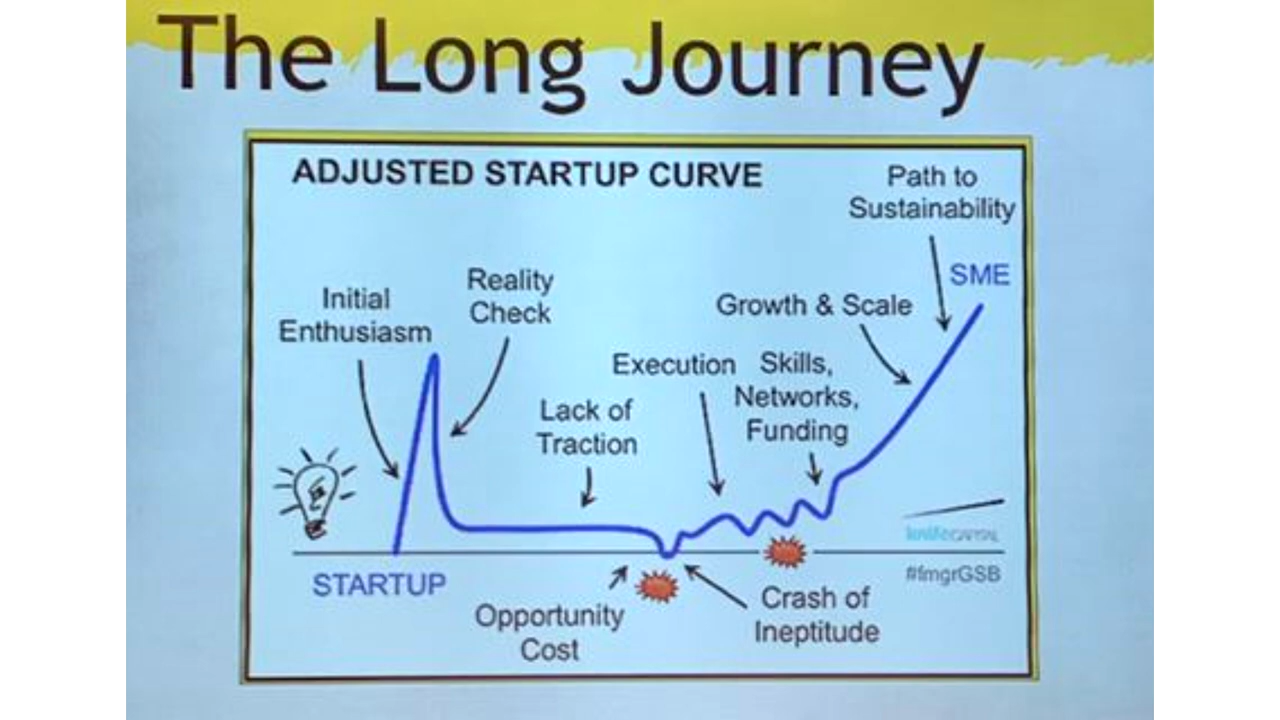 The Long Journey
ADJUSTED STARTUP CURVE
Path to
Sustainability
SME
Initial
Enthusiasm
Reality
Check
Growth & Scale
Execution
Skills,
Networks,
Funding
Lack of
Traction
knifeCAPITAL
#fmgrGSB
STARTUP
Opportunity
Cost
Crash of
Ineptitude